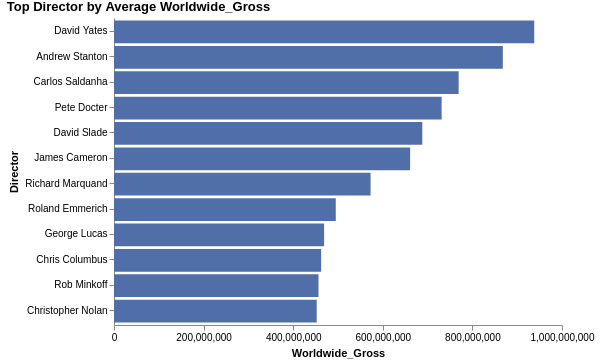 Top Director by Average Worldwide_Gross
David Yates
Andrew Stanton
Carlos Saldanha
Pete Docter
David Slade
James Cameron
Richard Marquand
Roland Emmerich
George Lucas
Chris Columbus
Rob Minkoff
Christopher Nolan
Director
0
200,000,000
400,000,000
600,000,000
800,000,000
1,000,000,000
Worldwide_Gross